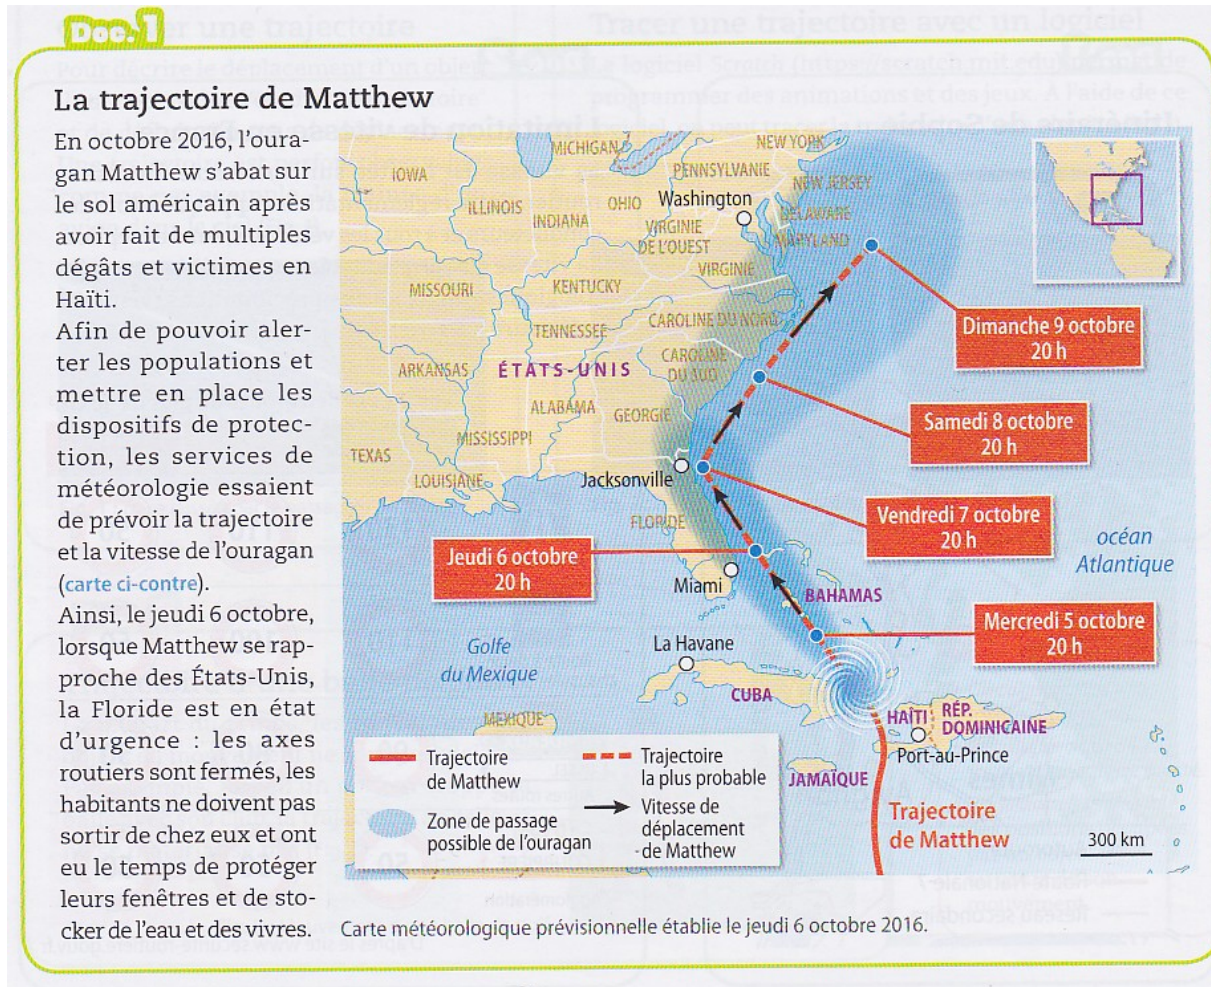 Doc.1
La trajectoire de Matthew
En octobre 2016, l'oura-
gan Matthew s'abat sur
le sol américain après
avoir fait de multiples
dégâts et victimes en
Haïti.
Afin de pouvoir aler-
ter les populations et
mettre en place les
dispositifs de protec-
tion, les services de
météorologie essaient
de prévoir la trajectoire
et la vitesse de l'ouragan
(carte ci-contre).
Ainsi, le jeudi 6 octobre,
lorsque Matthew se rap-
proche des États-Unis,
la Floride est en état
d'urgence : les axes
routiers sont fermés, les
habitants ne doivent pas
sortir de chez eux et ont
eu le temps de protéger
leurs fenêtres et de sto-
cker de l'eau et des vivres.
MICHIGAN
NEW YORK
IOWA
PENNSYLVANIE
NEW JERSEY
ILLINOIS
INDIANA
OHIO
Washington
DELAWARE
VIRGINIE
DE L'OUEST
MARYLAND
VIRGINIE
MISSOURI
KENTUCKY
TENNESSEE
CAROLINE DU NORD
Dimanche 9 octobre
20 h
ARKANSAS
ÉTATS-UNIS
CAROLINE
DU SUD
ALABAMA
GEORGIE
Samedi 8 octobre
20 h
MISSISSIPPI
TEXAS
LOUISIANE
Jacksonville
FLORIDE
Vendredi 7 octobre
20 h
océan
Atlantique
Jeudi 6 octobre
20 h
Miami
BAHAMAS
Mercredi 5 octobre
20 h
Golfe
du Mexique
La Havane
CUBA
MEXIQUE
HAÏTI
RÉP.
DOMINICAINE
Port-au-Prince
JAMAÏQUE
Trajectoire
de Matthew
Trajectoire
la plus probable
Zone de passage
possible de l'ouragan
Vitesse de
déplacement
de Matthew
Trajectoire
de Matthew
300 km
Carte météorologique prévisionnelle établie le jeudi 6 octobre 2016.